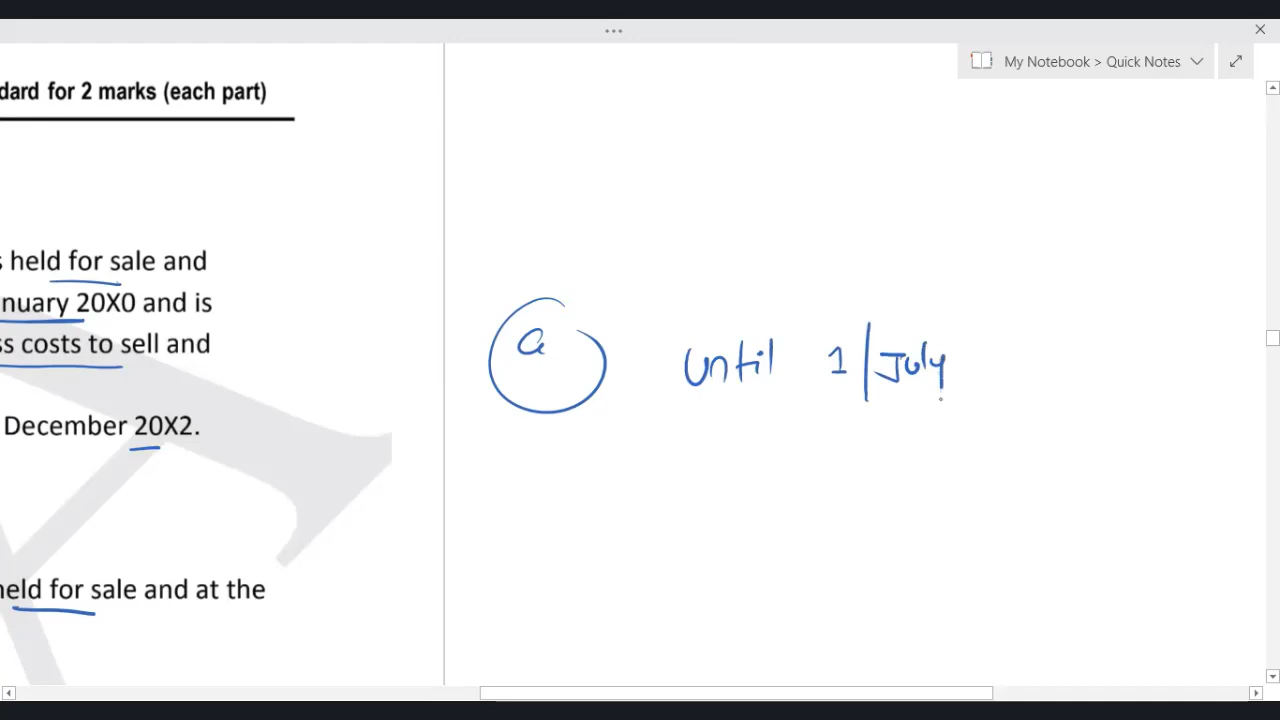 My Notebook > Quick Notes
dard for 2 marks (each part)
s held for sale and
nuary 20X0 and is
ss costs to sell and
December 20X2.
held for sale and at the
a until 1/July